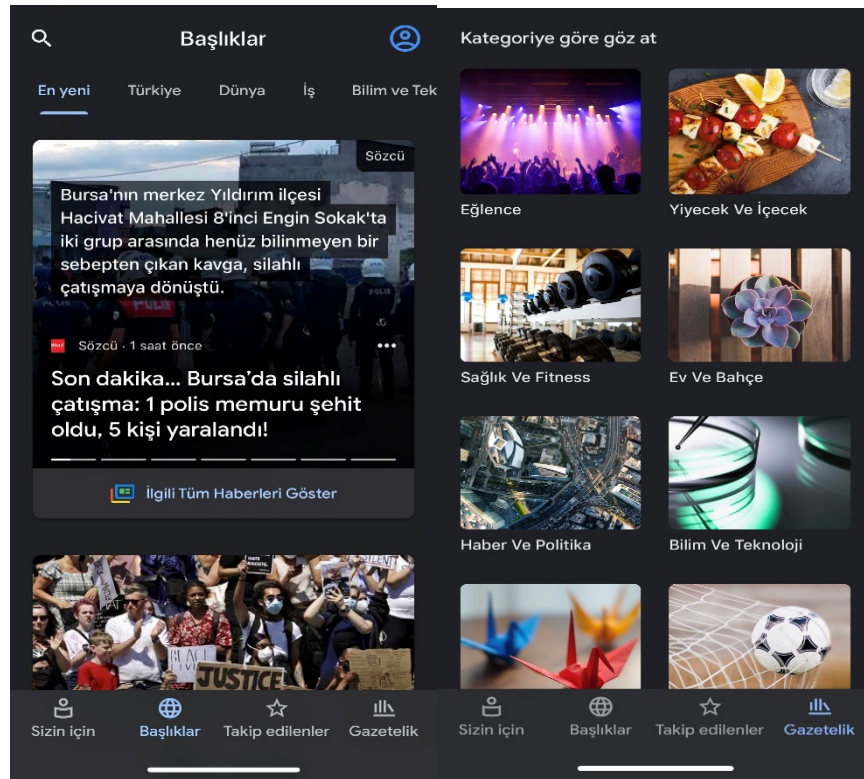 Başlıklar
En yeni
Türkiye
Dünya
İş
Bilim ve Tek
Sözcü
Bursa'nın merkez Yıldırım ilçesi
Hacivat Mahallesi 8'inci Engin Sokak'ta
iki grup arasında henüz bilinmeyen bir
sebepten çıkan kavga, silahlı
çatışmaya dönüştü.
Sözcü · 1 saat önce
Son dakika... Bursa’da silahlı
çatışma: 1 polis memuru şehit
oldu, 5 kişi yaralandı!
İlgili Tüm Haberleri Göster
JUSTICE
Sizin için
Başlıklar
Takip edilenler
Gazetelik
Kategoriye göre göz at
Eğlence
Yiyecek Ve İçecek
Sağlık Ve Fitness
Ev Ve Bahçe
Haber Ve Politika
Bilim Ve Teknoloji
Sizin için
Başlıklar
Takip edilenler
Gazetelik